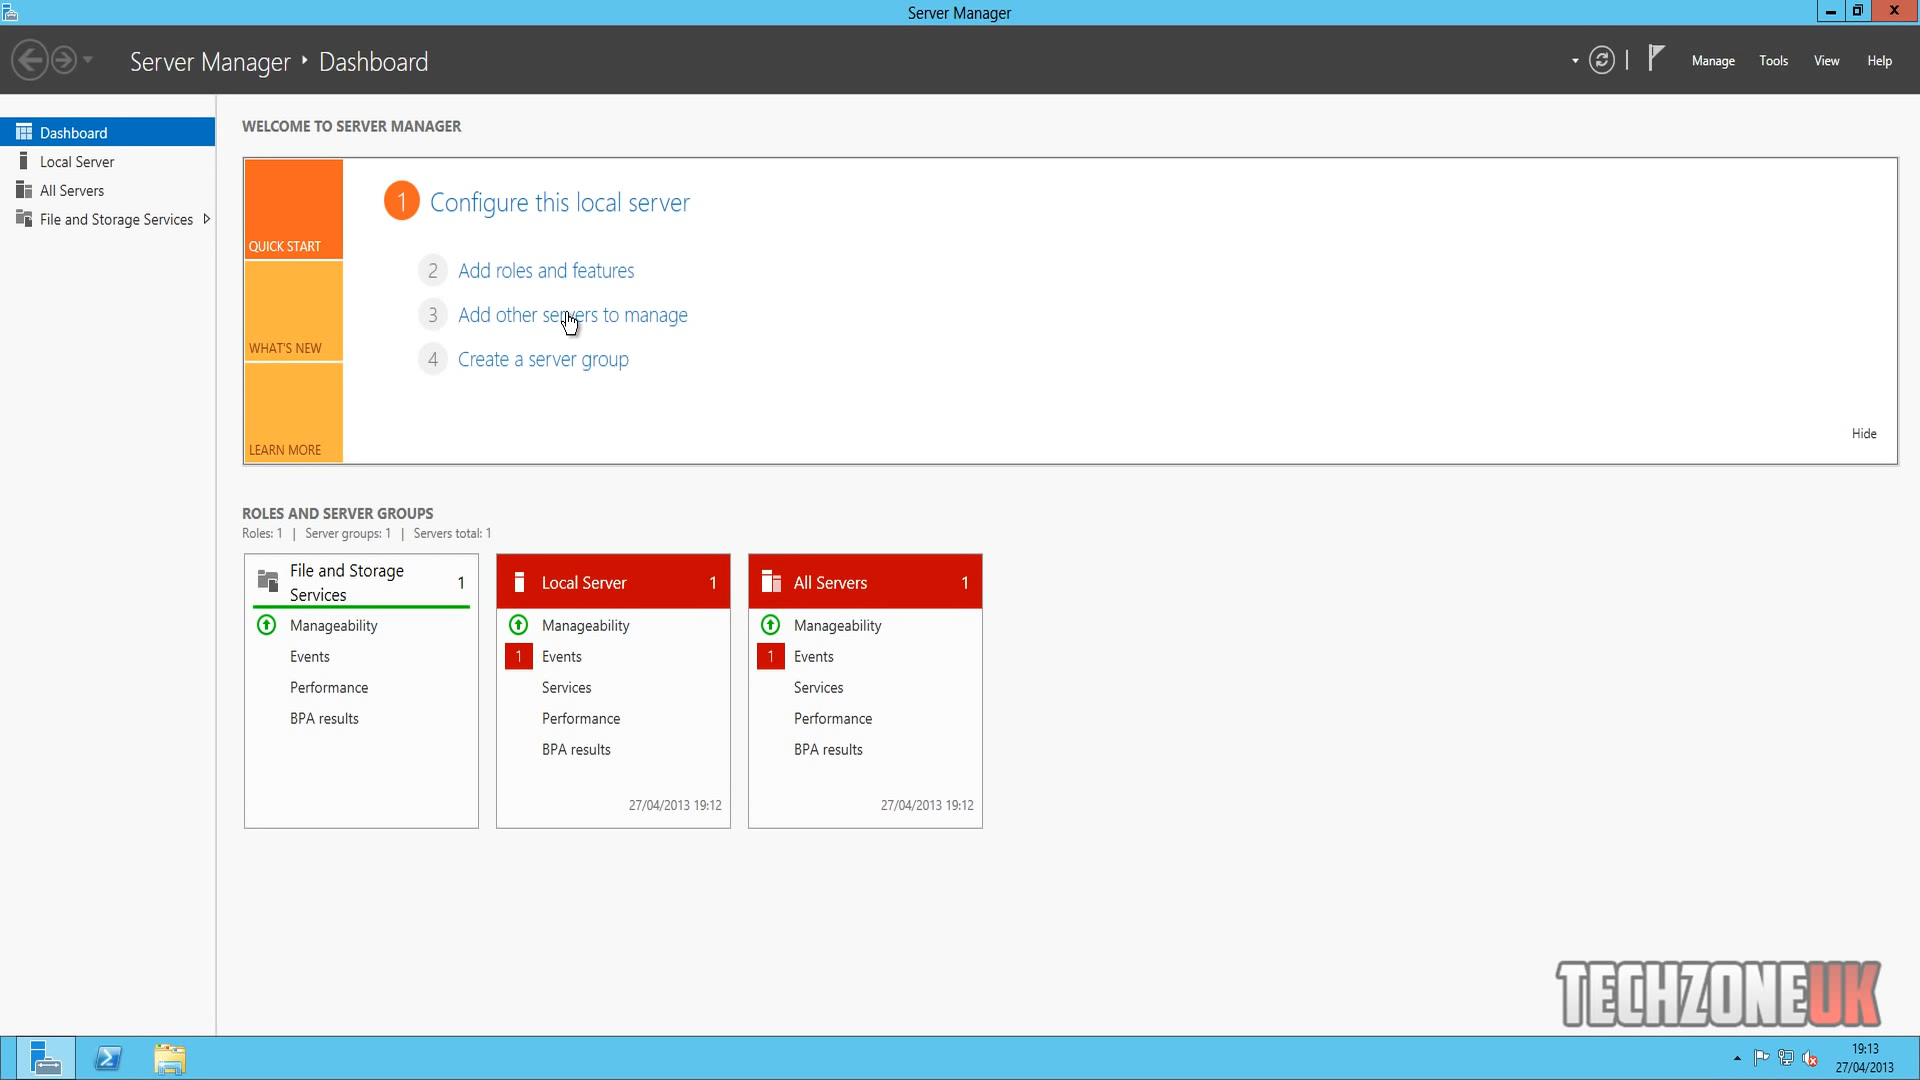 Server Manager
Server Manager ‣ Dashboard
Manage Tools View Help
Dashboard
Local Server
All Servers
File and Storage Services
WELCOME TO SERVER MANAGER
QUICK START
WHAT'S NEW
LEARN MORE
1 Configure this local server
2 Add roles and features
3 Add other servers to manage
4 Create a server group
Hide
ROLES AND SERVER GROUPS
Roles: 1 | Server groups: 1 | Servers total: 1
File and Storage
Services 1
Manageability
Events
Performance
BPA results
Local Server 1
Manageability
1 Events
Services
Performance
BPA results
27/04/2013 19:12
All Servers 1
Manageability
1 Events
Services
Performance
BPA results
27/04/2013 19:12
TECHZONEUK
19:13
27/04/2013